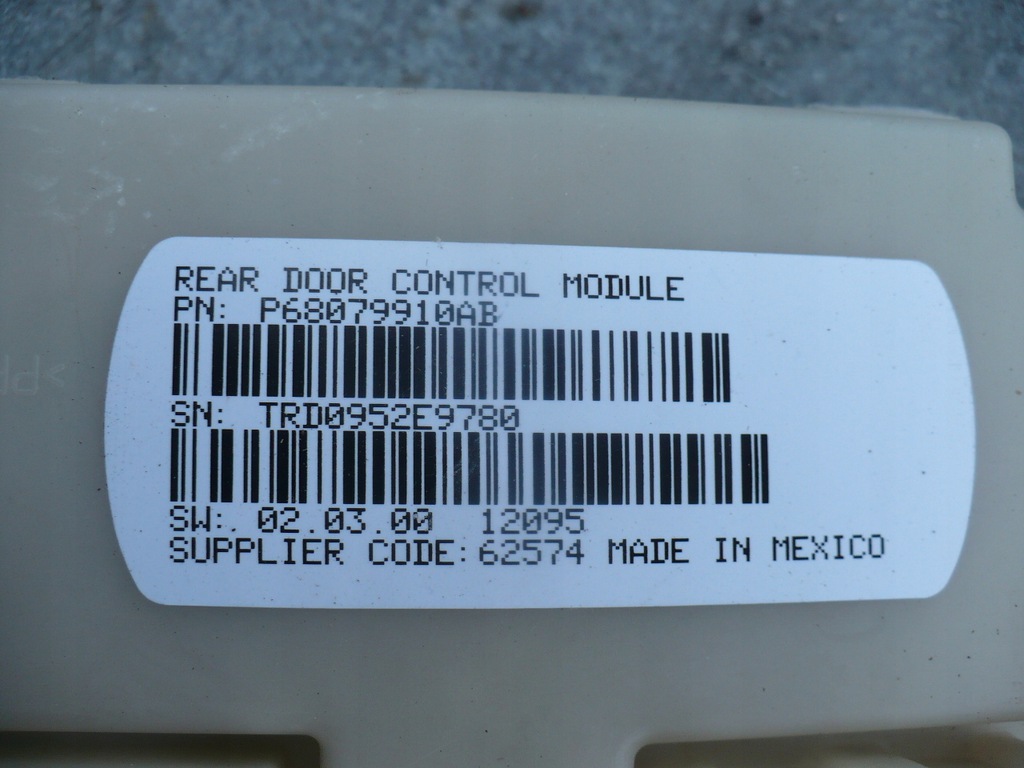 REAR DOOR CONTROL MODULE
PN: P68079910AB
SN: TRD0952E9780
SW: 02.03.00 12095
SUPPLIER CODE: 62574 MADE IN MEXICO